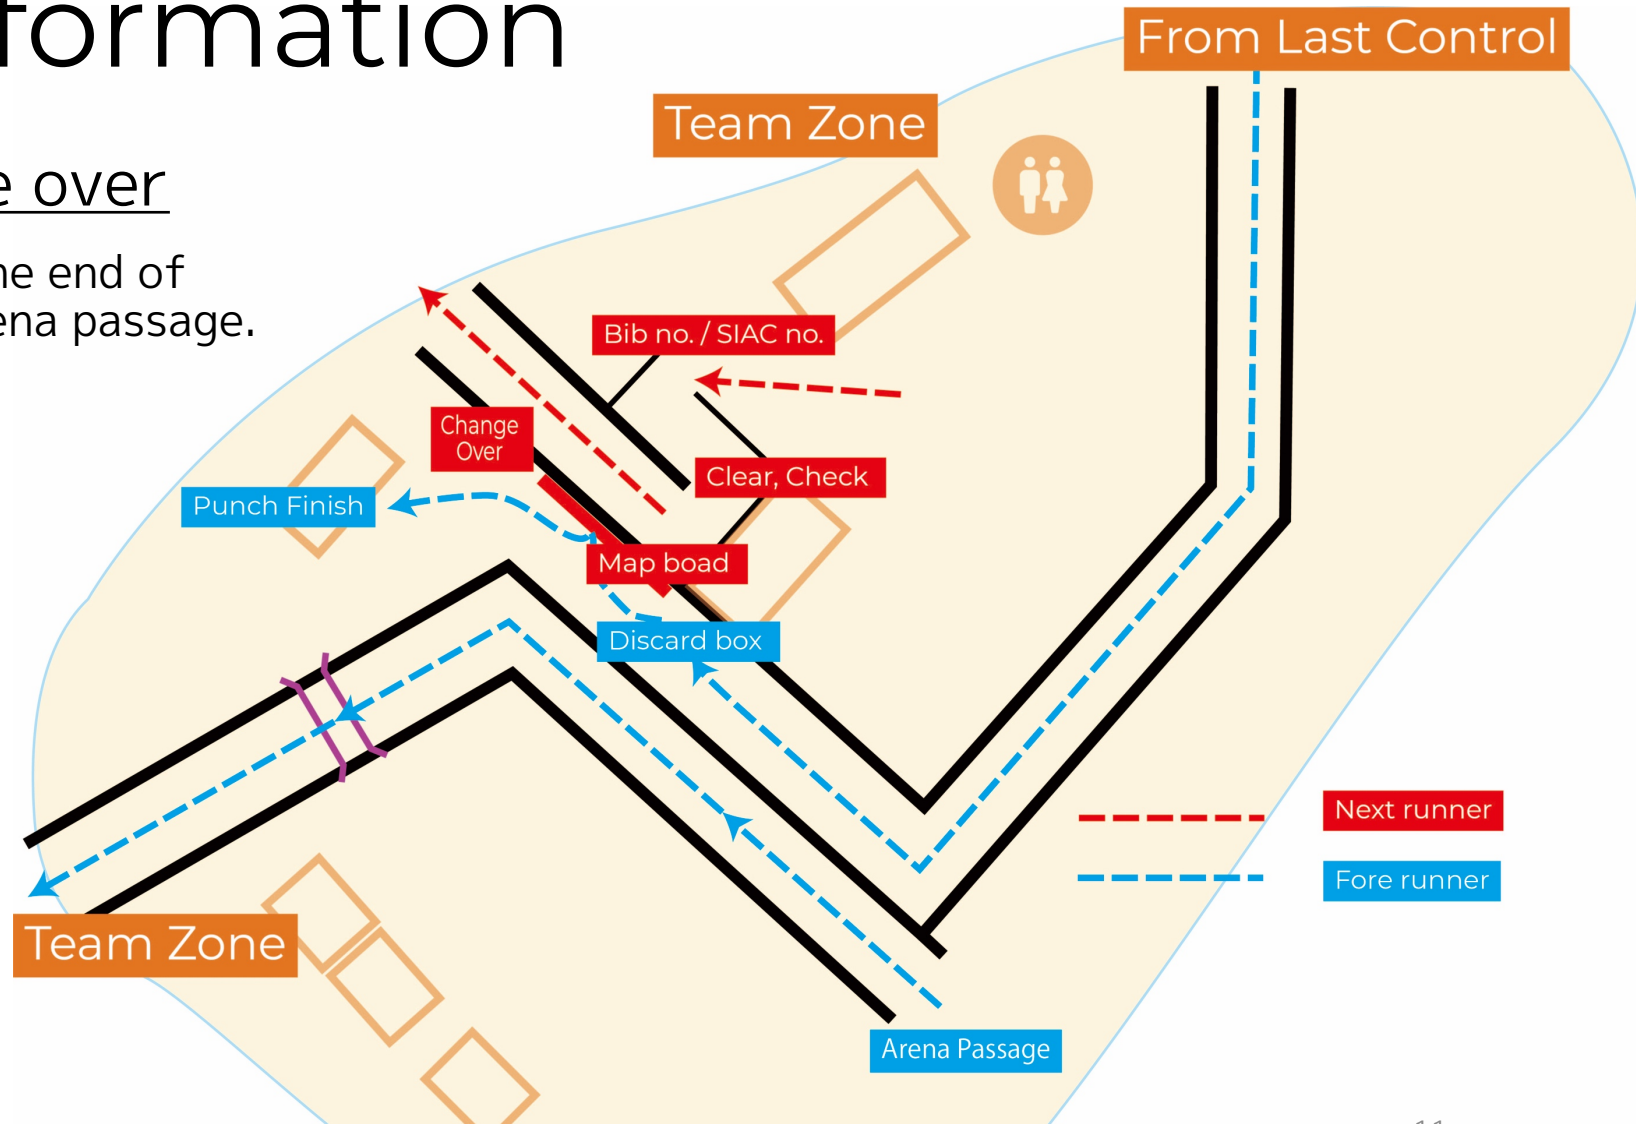 formation
From Last Control
Team Zone
e over
ne end of
ena passage.
Bib no. / SIAC no.
Change
Over
Clear, Check
Punch Finish
Map boad
Discard box
Next runner
Fore runner
Team Zone
Arena Passage